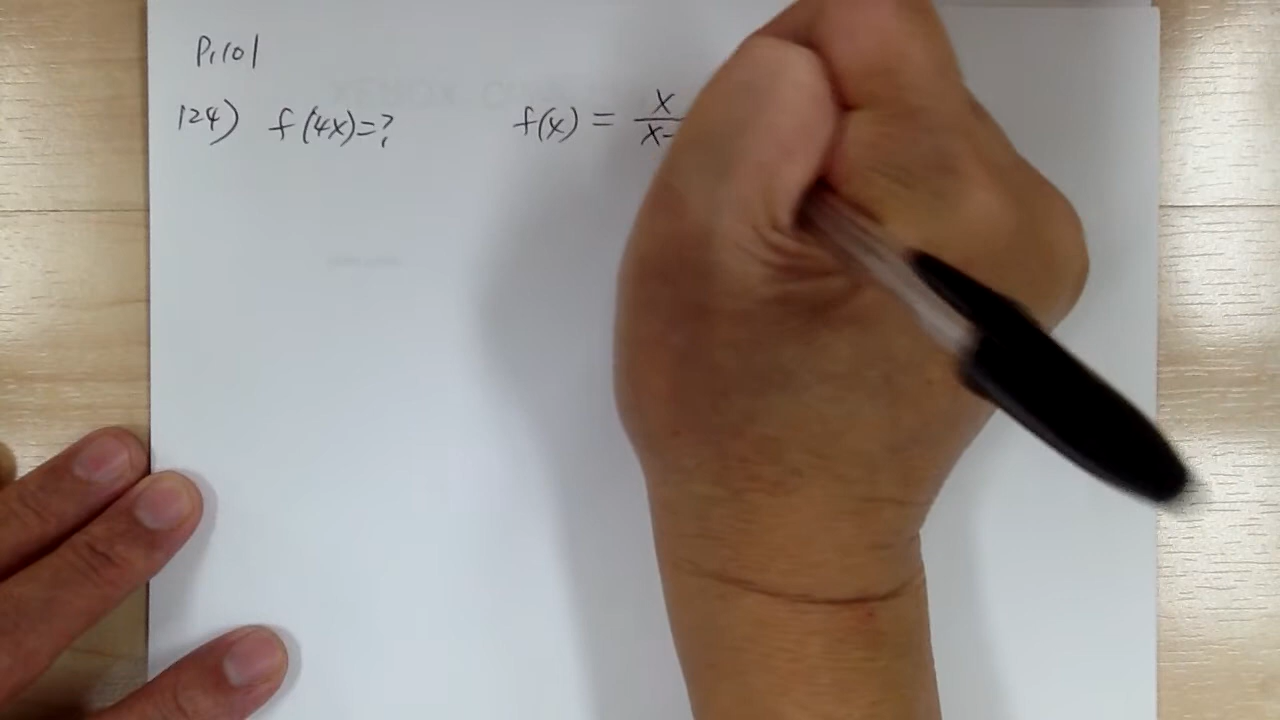 P.101
124) f(4x)=? f(x) = x/x-